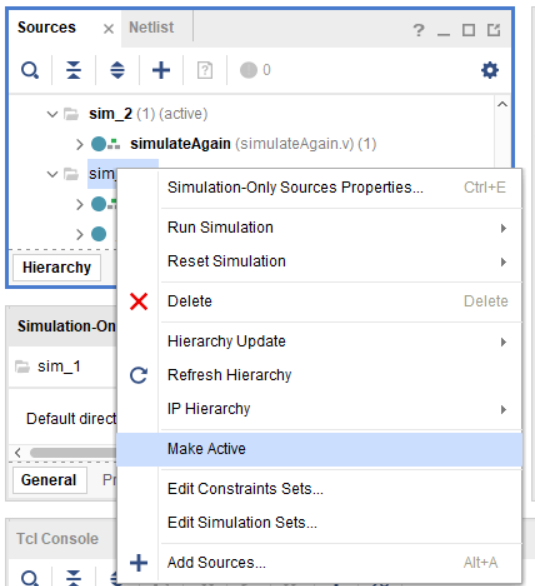 Sources × Netlist
0
sim_2 (1) (active)
simulateAgain (simulateAgain.v) (1)
sim_
Simulation-Only Sources Properties... Ctrl+E
Run Simulation
Reset Simulation
Hierarchy
Delete Delete
Simulation-On
Hierarchy Update
sim_1
Refresh Hierarchy
IP Hierarchy
Default direct
Make Active
General Pr
Edit Constraints Sets...
Edit Simulation Sets...
Tcl Console
Add Sources... Alt+A